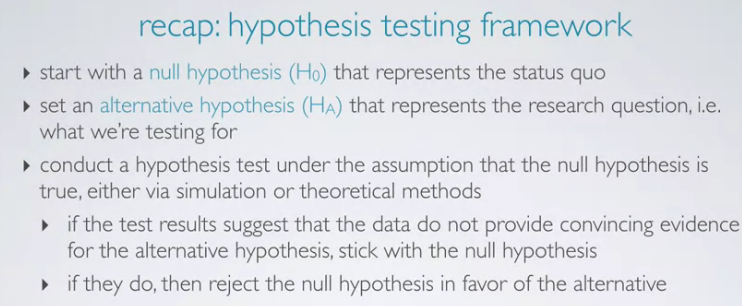 recap: hypothesis testing framework
start with a null hypothesis (H₀) that represents the status quo
set an alternative hypothesis (Hᴀ) that represents the research question, i.e.
what we're testing for
conduct a hypothesis test under the assumption that the null hypothesis is
true, either via simulation or theoretical methods
if the test results suggest that the data do not provide convincing evidence
for the alternative hypothesis, stick with the null hypothesis
if they do, then reject the null hypothesis in favor of the alternative